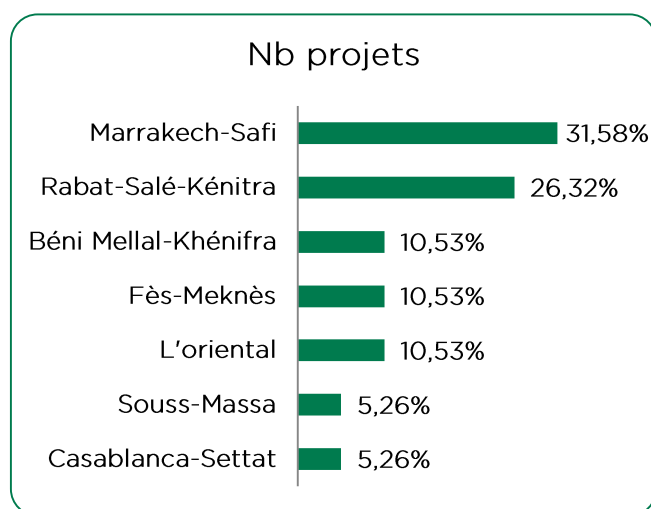 Nb projets
Marrakech-Safi 31,58%
Rabat-Salé-Kénitra 26,32%
Béni Mellal-Khénifra 10,53%
Fès-Meknès 10,53%
L'oriental 10,53%
Souss-Massa 5,26%
Casablanca-Settat 5,26%